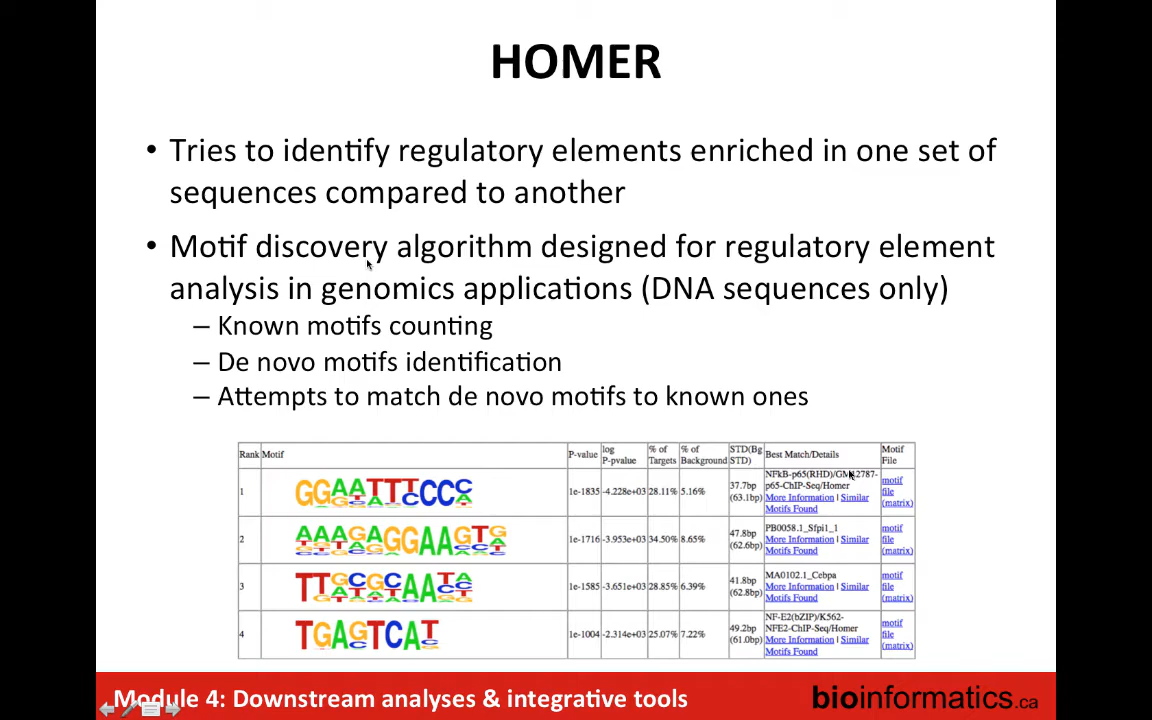 HOMER
• Tries to identify regulatory elements enriched in one set of
sequences compared to another
• Motif discovery algorithm designed for regulatory element
analysis in genomics applications (DNA sequences only)
– Known motifs counting
– De novo motifs identification
– Attempts to match de novo motifs to known ones
Rank Motif P-value log P-pvalue % of Targets % of Background STD(Bg STD) Best Match/Details Motif File
1 1e-1835 -4.228e+03 28.11% 5.16% 37.7bp (63.1bp)
p65-ChIP-Seq/Homer
More Information | Similar Motifs Found motif file (matrix)
2 1e-1716 -3.953e+03 34.50% 8.65% 47.8bp (62.6bp) PB0058.1_Sfpi1_1
More Information | Similar Motifs Found motif file (matrix)
3 1e-1585 -3.651e+03 28.85% 6.39% 41.8bp (62.8bp) MA0102.1_Cebpa
More Information | Similar Motifs Found motif file (matrix)
4 TGAGTCAT 1e-1004 -2.314e+03 25.07% 7.22% 49.2bp (61.0bp) NF-E2(bZIP)/K562-
NFE2-ChIP-Seq/Homer
More Information | Similar Motifs Found motif file (matrix)
Module 4: Downstream analyses & integrative tools
bioinformatics.ca